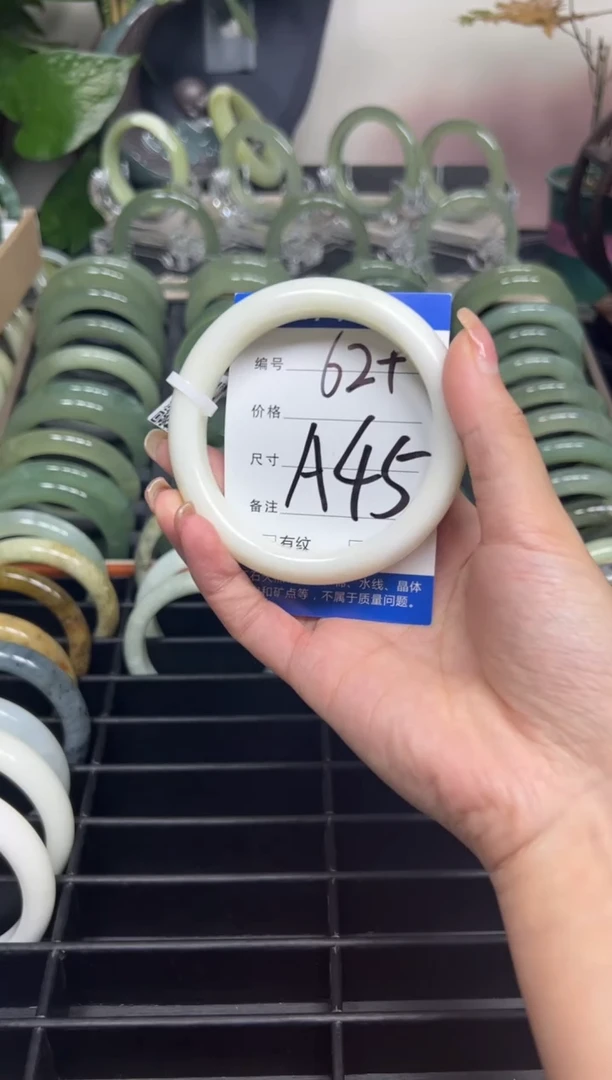 编号 62+
价格
尺寸 A45
备注
有纹
水线、晶体
和矿点等，不属于质量问题。